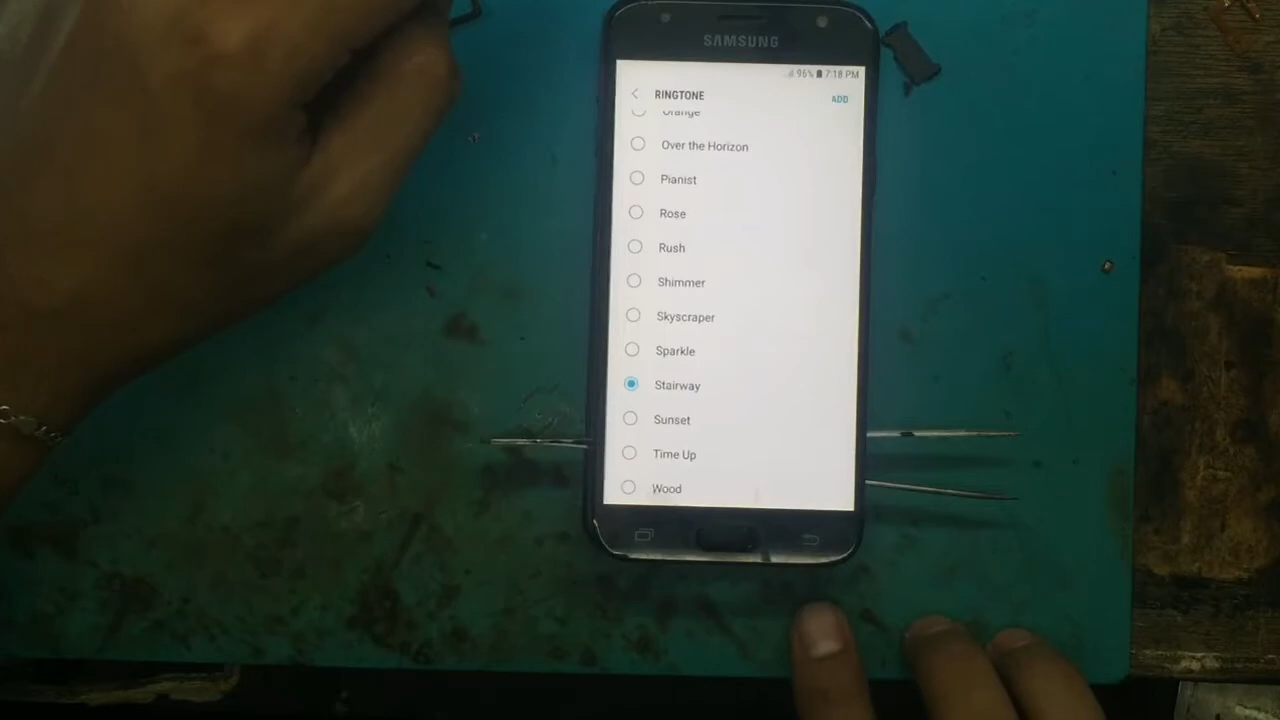 SAMSUNG
96% 7:18 PM
RINGTONE
ADD
Orange
Over the Horizon
Pianist
Rose
Rush
Shimmer
Skyscraper
Sparkle
Stairway
Sunset
Time Up
Wood